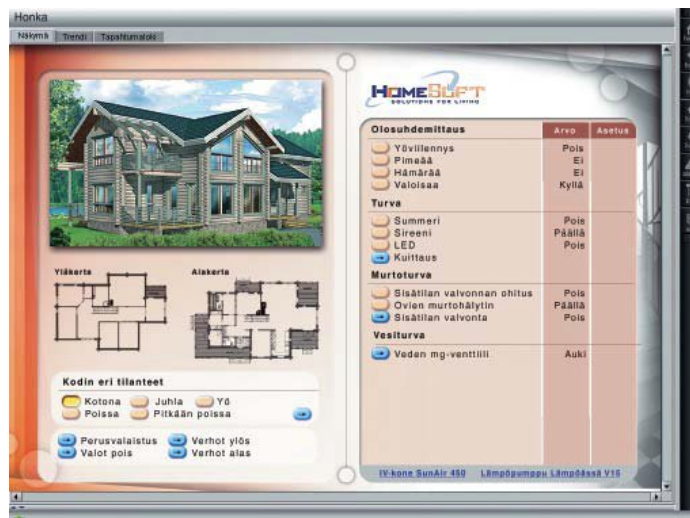 Honka
Näkymä Trendi Tapahtumaloki
HOMESOFT
SOLUTIONS FOR LIVING
Olosuhdemittaus Arvo Asetus
Yöviilennys Pois
Pimeää Ei
Hämärää Ei
Valoisaa Kyllä
Turva
Summeri Pois
Sireeni Päällä
LED Pois
Kuittaus
Murtoturva
Sisätilan valvonnan ohitus Pois
Ovien murtohälytin Päällä
Sisätilan valvonta Pois
Vesiturva
Veden mg-venttiili Auki
Yläkerta Alakerta
Kodin eri tilanteet
Kotona Juhla Yö
Poissa Pitkään poissa
Perusvalaistus Verhot ylös
Valot pois Verhot alas
IV-kone SunAir 450 Lämpöpumppu Lämpöässä V15